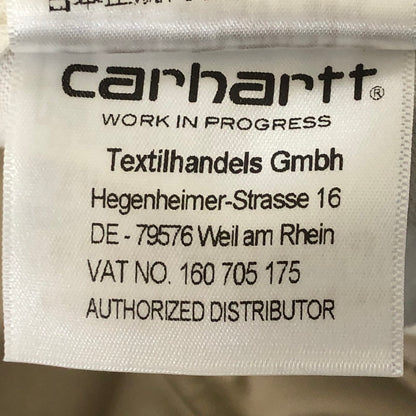 carhartt®
WORK IN PROGRESS
Textilhandels Gmbh
Hegenheimer-Strasse 16
DE - 79576 Weil am Rhein
VAT NO. 160 705 175
AUTHORIZED DISTRIBUTOR